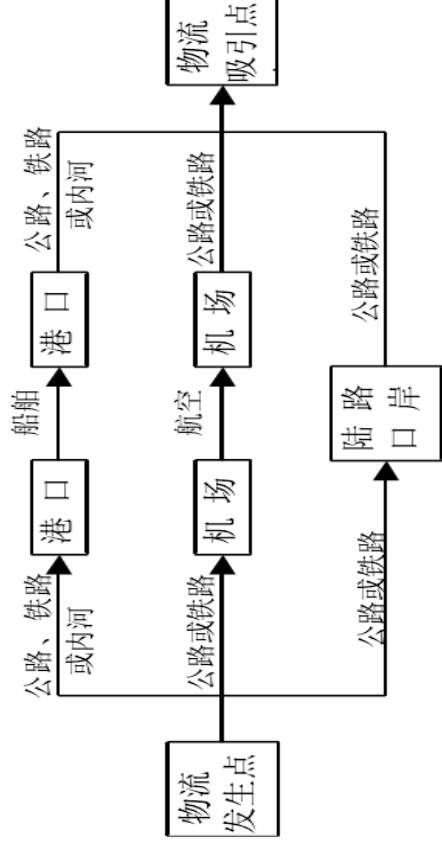 物流
发生点
公路、铁路
或内河
港口
船舶
港口
公路、铁路
或内河
公路或铁路
机场
航空
机场
公路或铁路
公路或铁路
陆路
口岸
公路或铁路
物流
吸引点